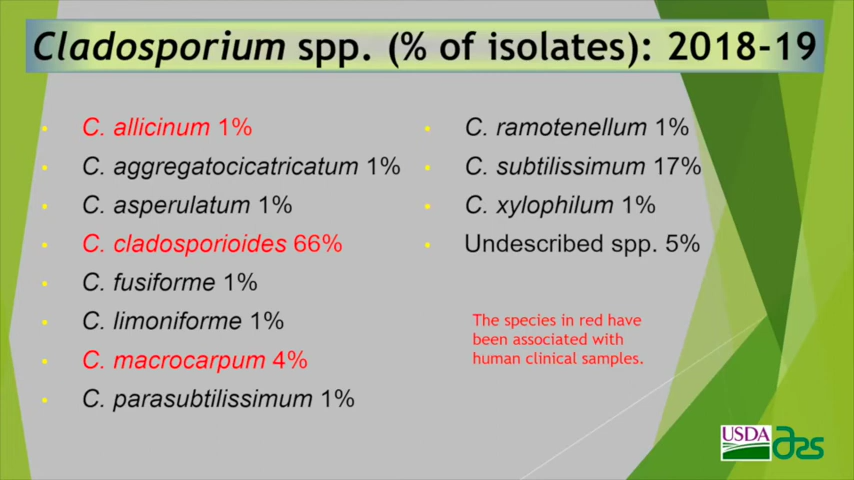 Cladosporium spp. (% of isolates): 2018-19
C. allicinum 1%
C. aggregatocicatricatum 1%
C. asperulatum 1%
C. cladosporioides 66%
C. fusiforme 1%
C. limoniforme 1%
C. macrocarpum 4%
C. parasubtilissimum 1%
C. ramotenellum 1%
C. subtilissimum 17%
C. xylophilum 1%
Undescribed spp. 5%
The species in red have
been associated with
human clinical samples.
USDA ars